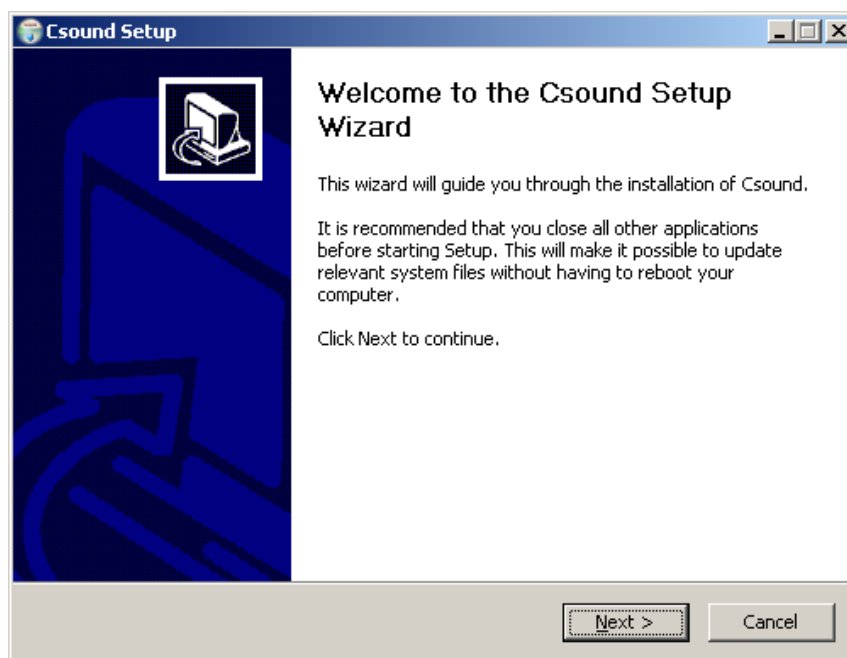 Csound Setup
Welcome to the Csound Setup
Wizard
This wizard will guide you through the installation of Csound.
It is recommended that you close all other applications
before starting Setup. This will make it possible to update
relevant system files without having to reboot your
computer.
Click Next to continue.
Next >
Cancel